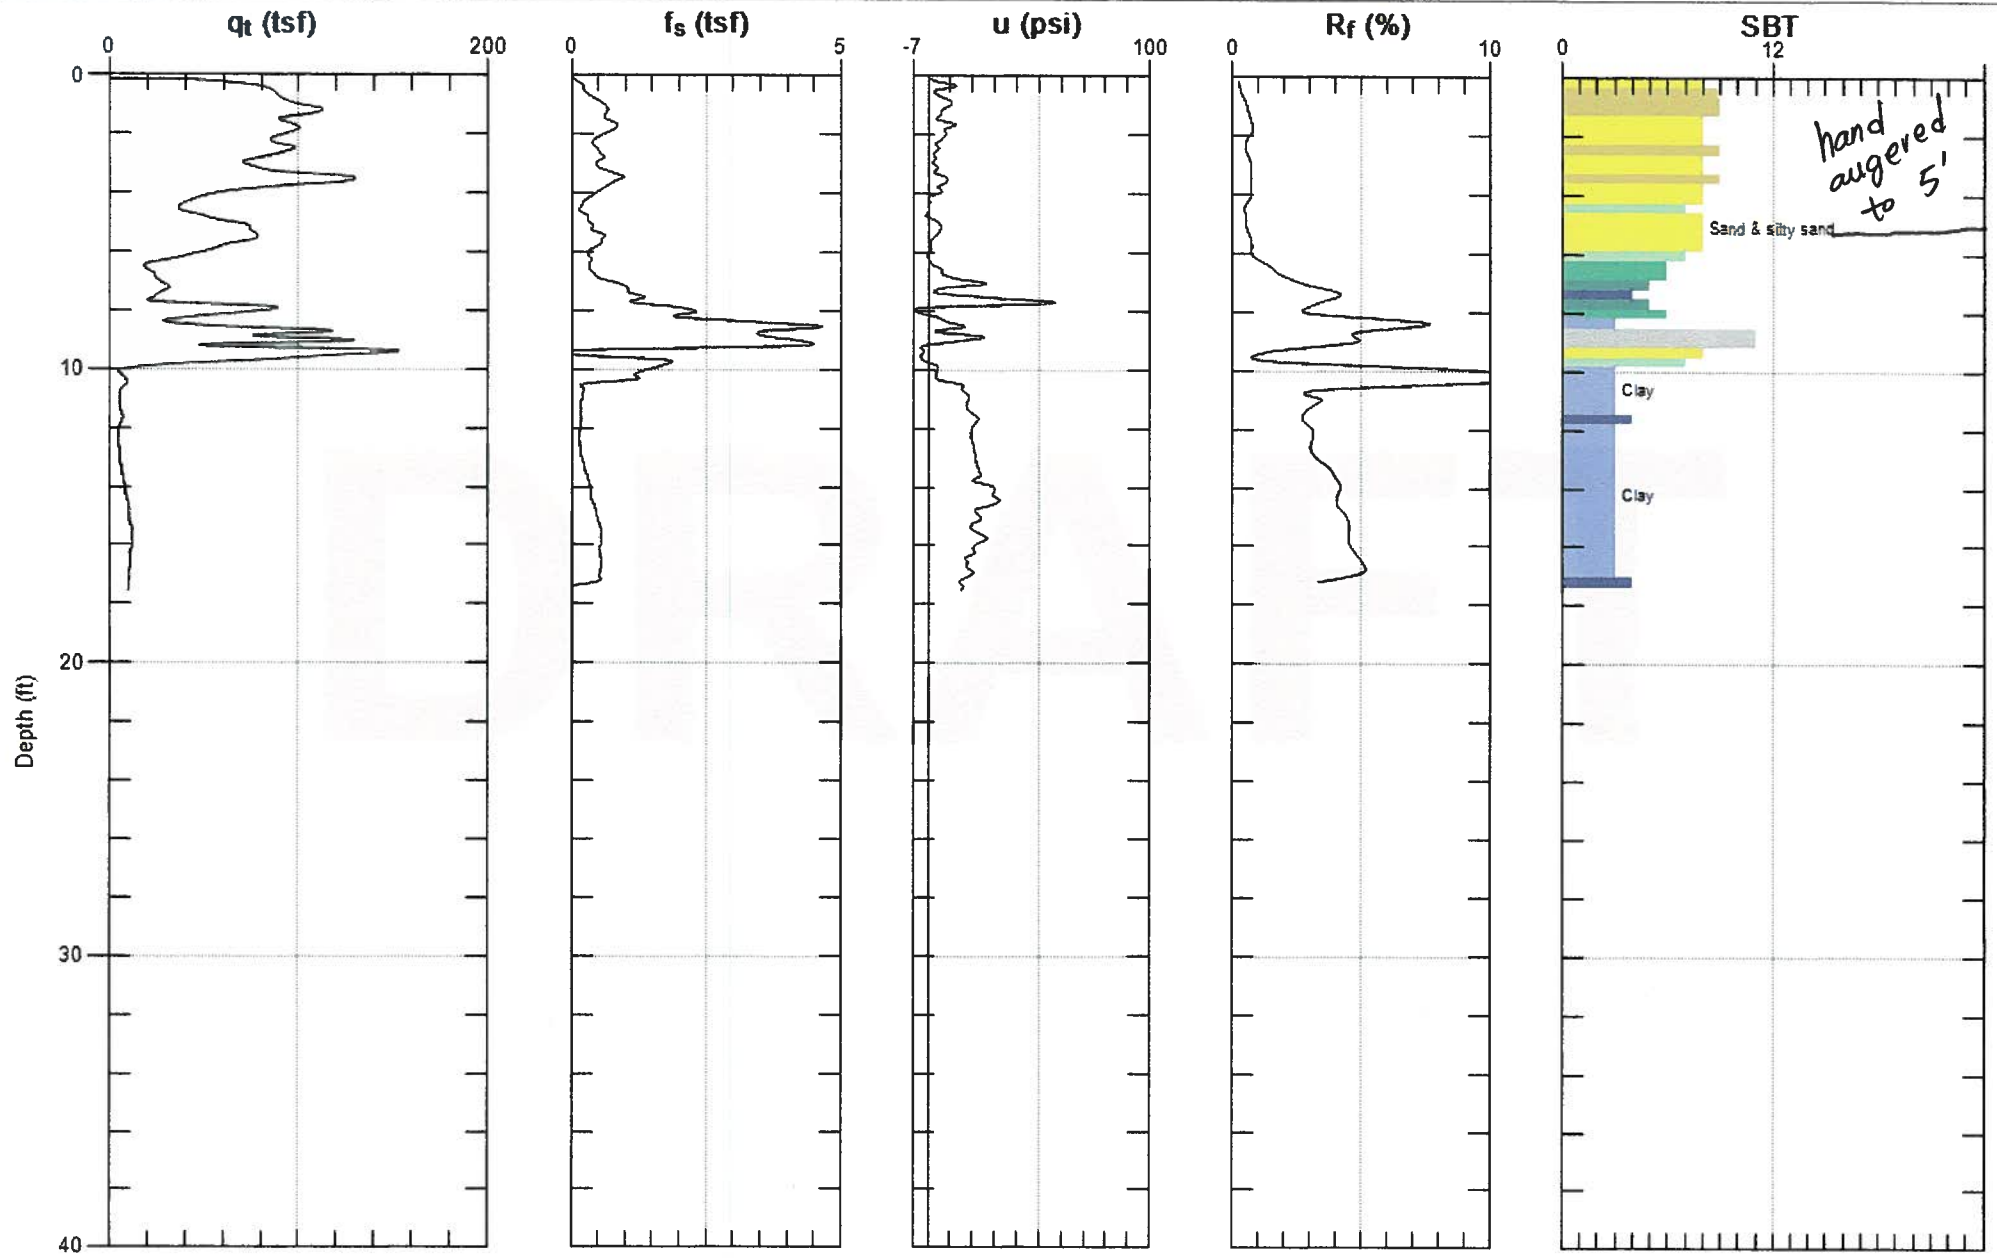 qt (tsf)
fs (tsf)
u (psi)
Rf (%)
SBT
0
200
0
5
-7
100
0
10
0
12
0
hand
augered
to 5'
Sand & silty sand
10
Clay
DRAFT
Clay
20
Depth (ft)
30
40